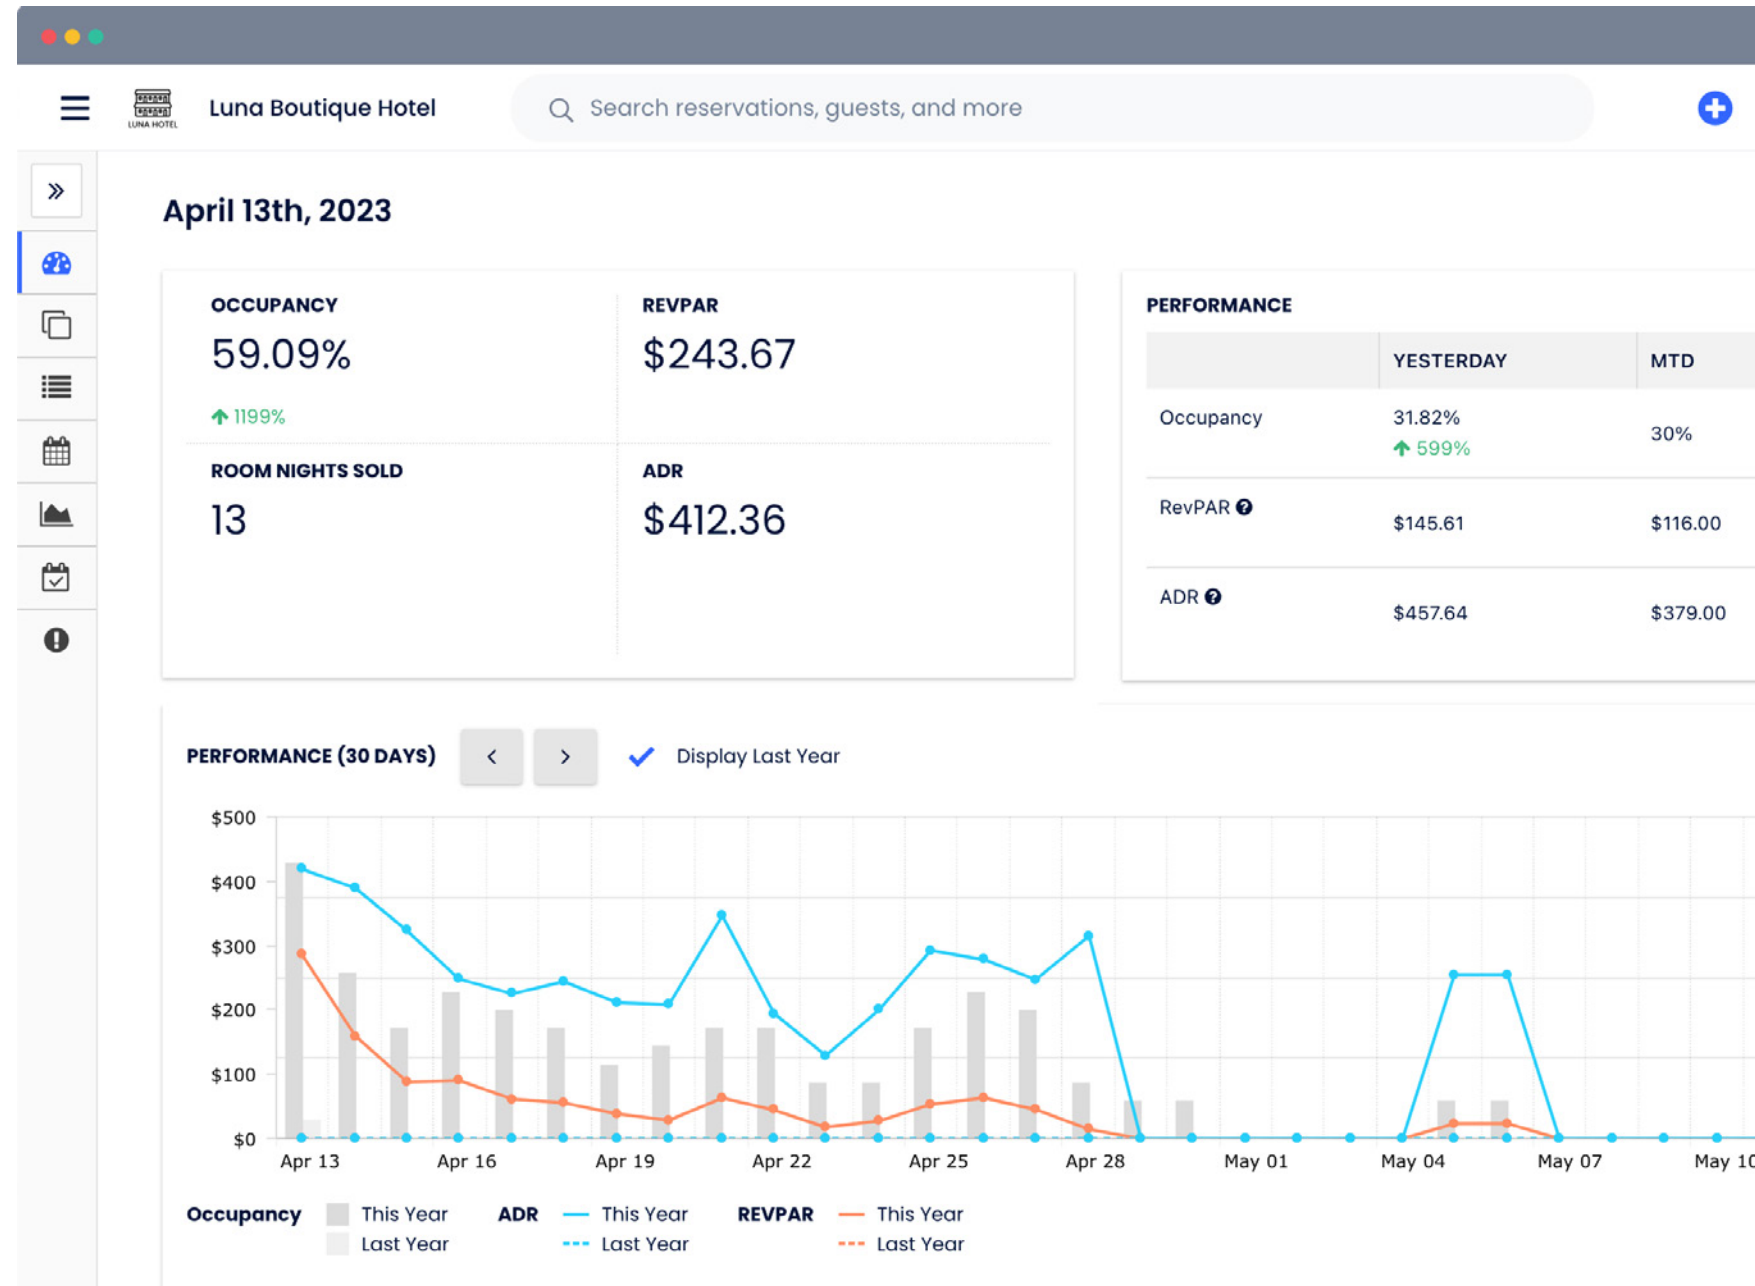 LUNA HOTEL
Luna Boutique Hotel
Search reservations, guests, and more
April 13th, 2023
OCCUPANCY
59.09%
1199%
REVPAR
$243.67
ROOM NIGHTS SOLD
13
ADR
$412.36
PERFORMANCE
YESTERDAY MTD
Occupancy 31.82% 30%
599%
RevPAR $145.61 $116.00
ADR $457.64 $379.00
PERFORMANCE (30 DAYS) Display Last Year
$500
$400
$300
$200
$100
$0
Apr 13 Apr 16 Apr 19 Apr 22 Apr 25 Apr 28 May 01 May 04 May 07 May 10
Occupancy This Year ADR This Year REVPAR This Year
Last Year Last Year Last Year